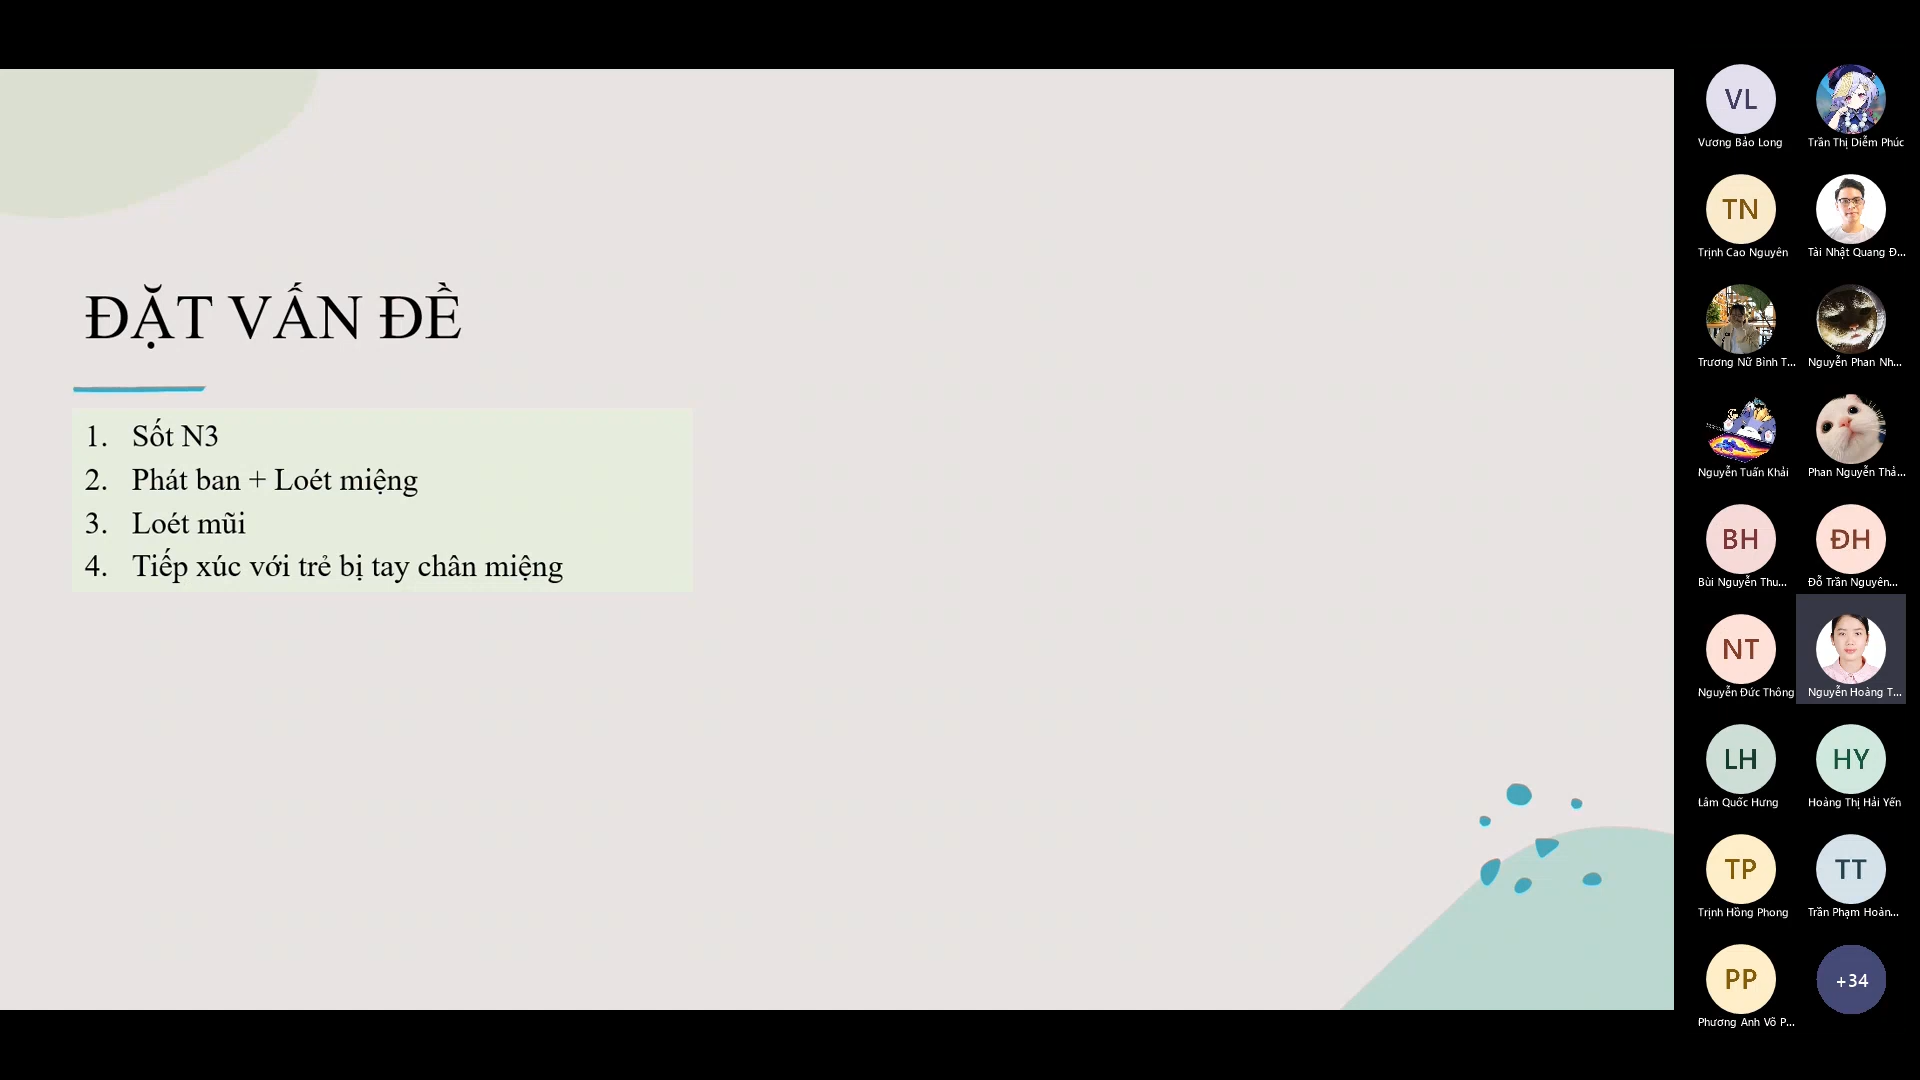 ĐẶT VẤN ĐỀ
1. Sốt N3
2. Phát ban + Loét miệng
3. Loét mũi
4. Tiếp xúc với trẻ bị tay chân miệng
VL
Vương Bảo Long
Trần Thị Diễm Phúc
TN
Trịnh Cao Nguyên
Tài Nhật Quang Đ...
Trương Nữ Bình T...
Nguyễn Phan Nh...
Nguyễn Tuấn Khải
Phan Nguyễn Thả...
BH
Bùi Nguyễn Thu...
ĐH
Đỗ Trần Nguyên...
NT
Nguyễn Đức Thông
Nguyễn Hoàng T...
LH
Lâm Quốc Hưng
HY
Hoàng Thị Hải Yến
TP
Trịnh Hồng Phong
TT
Trần Phạm Hoàn...
PP
Phương Anh Võ P...
+34